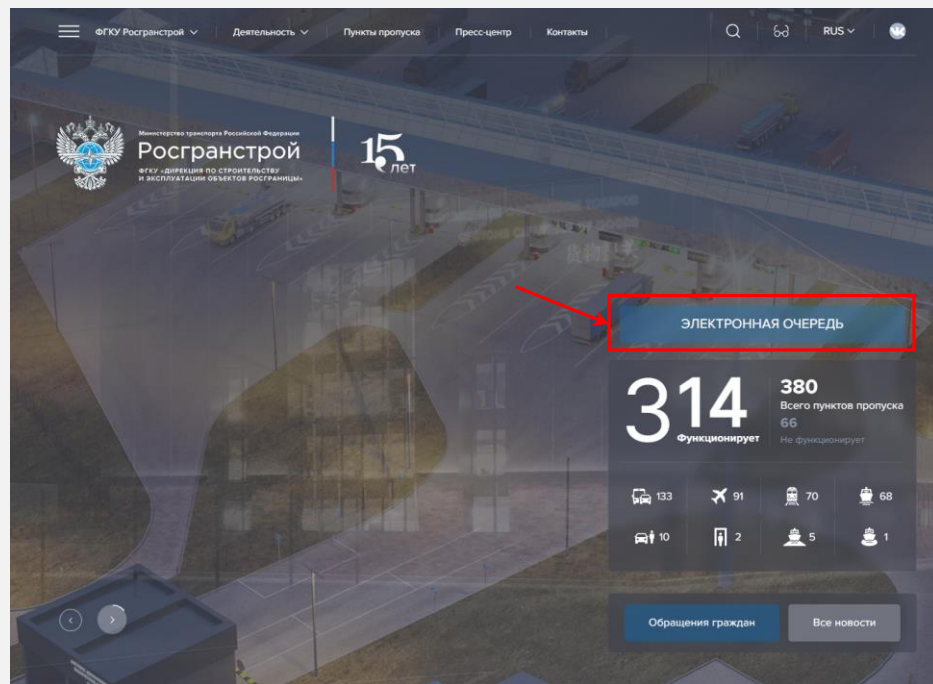 ФГКУ Росгранстрой
Деятельность
Пункты пропуска
Пресс-центр
Контакты
RUS
Министерство транспорта Российской Федерации
Росгранстрой
ФГКУ «ДИРЕКЦИЯ ПО СТРОИТЕЛЬСТВУ
И ЭКСПЛУАТАЦИИ ОБЪЕКТОВ РОСГРАНИЦЫ»
15
лет
ЭЛЕКТРОННАЯ ОЧЕРЕДЬ
314
Функционирует
380
Всего пунктов пропуска
66
Не функционирует
133
91
70
68
10
2
5
1
Обращения граждан
Все новости